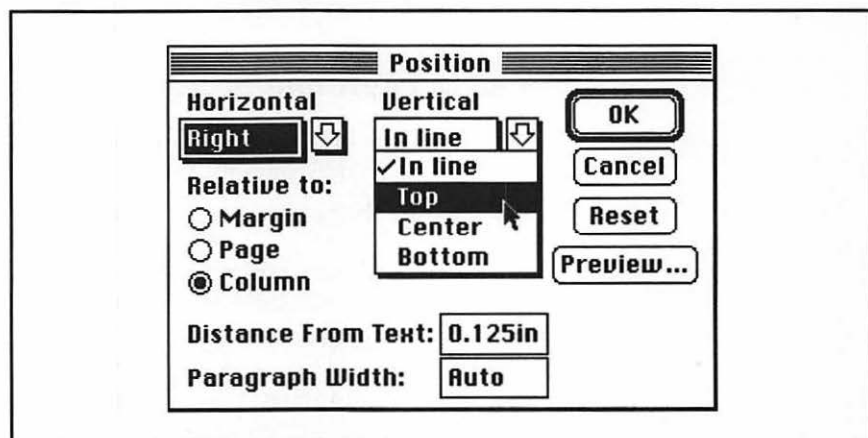 Position
Horizontal
Right
Relative to:
Margin
Page
Column
Vertical
In line
✓In line
Top
Center
Bottom
OK
Cancel
Reset
Preview...
Distance From Text: 0.125in
Paragraph Width: Auto